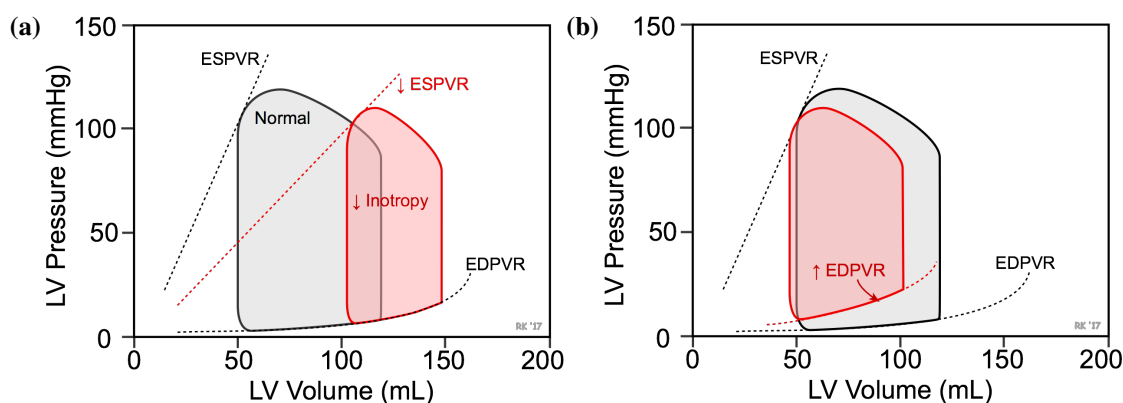 (a)
150
100
50
0
LV Pressure (mmHg)
ESPVR
↓ ESPVR
Normal
↓ Inotropy
EDPVR
RK '17
0 50 100 150 200
LV Volume (mL)
(b)
150
100
50
0
LV Pressure (mmHg)
ESPVR
↑ EDPVR
EDPVR
RK '17
0 50 100 150 200
LV Volume (mL)